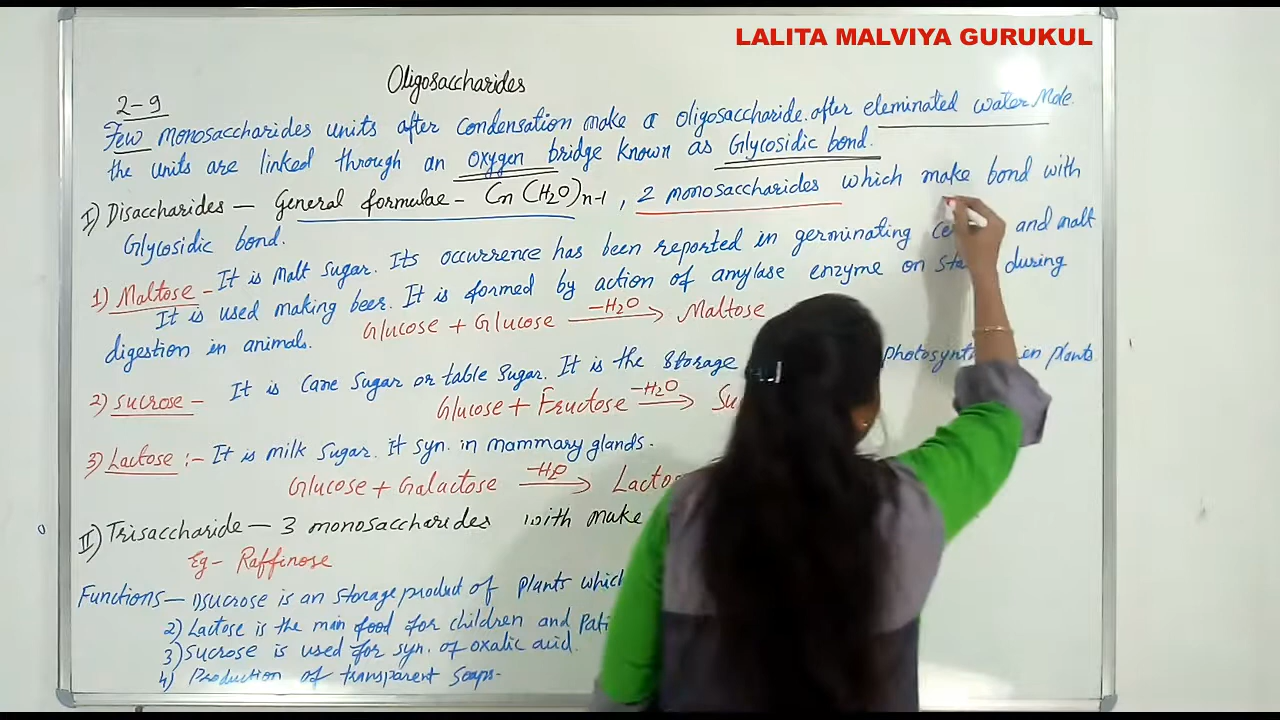 LALITA MALVIYA GURUKUL
Oligosaccharides
2-9
Few monosaccharides units after condensation make a oligosaccharide. after eleminated water Mole.
the units are linked through an oxygen bridge known as Glycosidic bond.
I) Disaccharides — General formulae - Cn (H2O)n-1 , 2 monosaccharides which make bond with
Glycosidic bond.
1) Maltose - It is Malt Sugar. Its occurrence has been reported in germinating and malt
It is used making beer. It is formed by action of amylase enzyme on during
digestion in animals.
Glucose + Glucose —H2O→ Maltose
2) Sucrose - It is Cane Sugar or table Sugar. It is the Storage in plants
Glucose + Fructose —H2O→
3) Lactose :- It is milk Sugar. It syn. in mammary glands.
Glucose + Galactose —H2O→
II) Trisaccharide — 3 monosaccharides with make
Eg- Raffinose
Functions — 1) Sucrose is an storage product of plants which
2) Lactose is the main food for children and
3) Sucrose is used for syn. of oxalic acid.
4) Production of transparent Soaps-